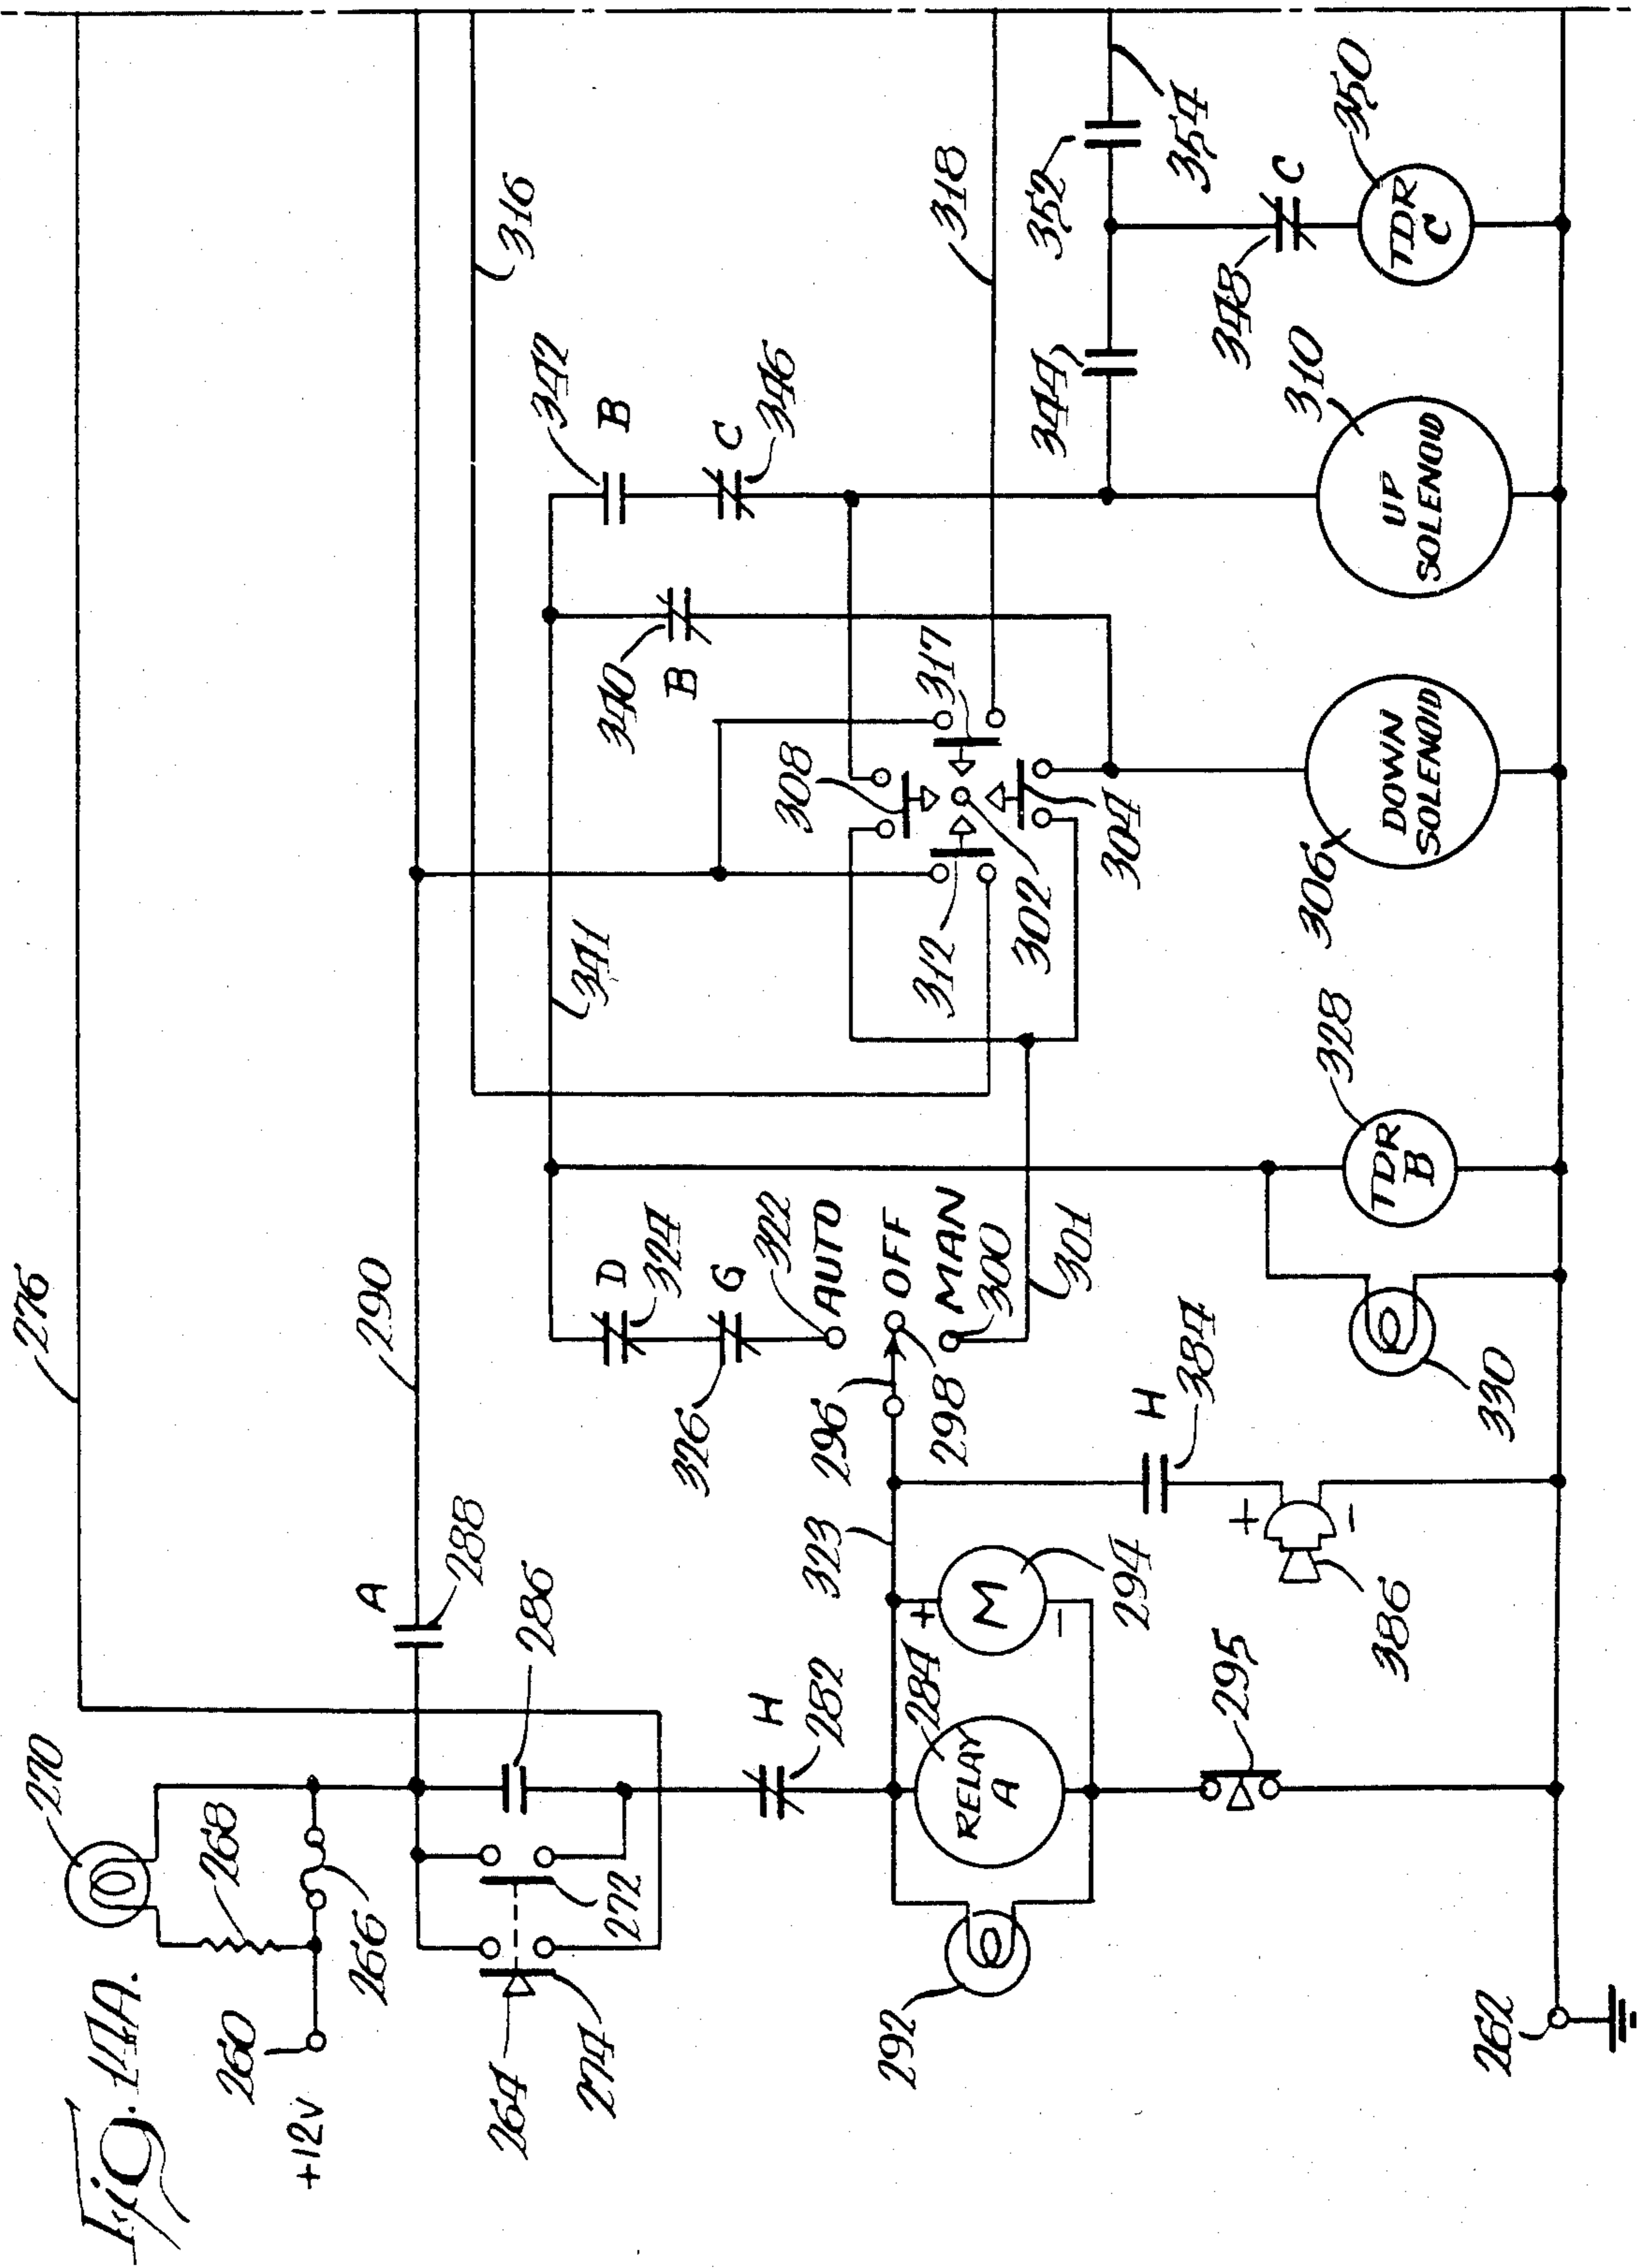 Fig. 14A.
+12V
260
266
268
270
276
264
274
272
286
A
288
290
316
H
282
292
RELAY
A
284
M
+
-
294
295
323
296
298
OFF
AUTO
322
MAN
300
301
326
G
324
D
341
H
384
+
-
386
330
TDR
B
328
312
302
308
304
317
318
340
B
342
B
C
346
DOWN
SOLENOID
306
UP
SOLENOID
310
344
352
354
348
C
TDR
C
350
262